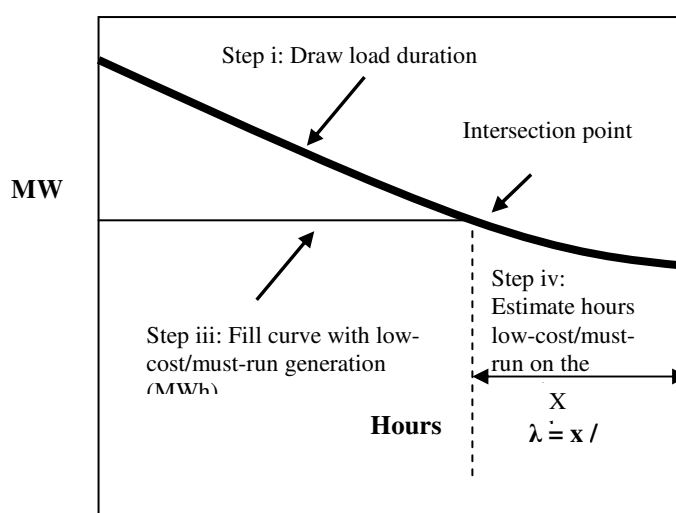 Step i: Draw load duration
Intersection point
MW
Step iv:
Estimate hours
low-cost/must-
run on the
Step iii: Fill curve with low-
cost/must-run generation
(MWh)
X
Hours
λ = x /